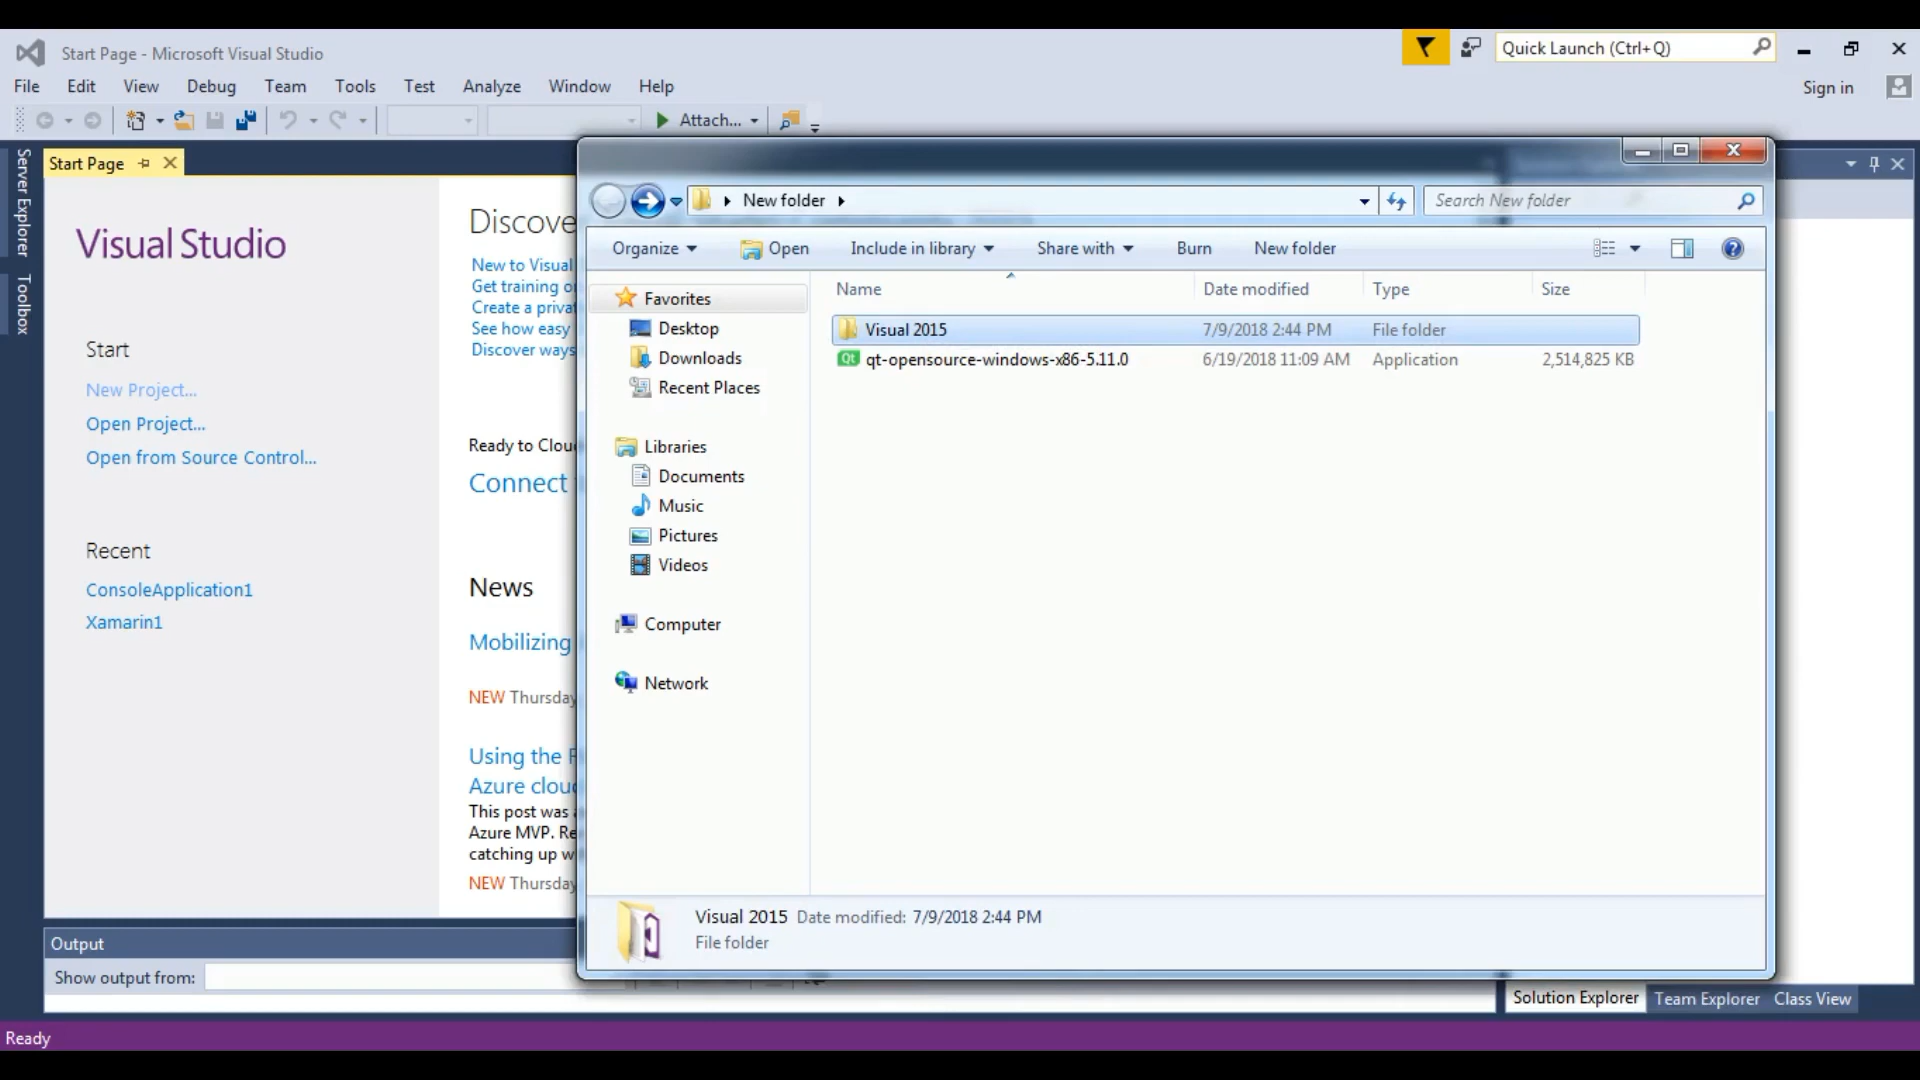 Start Page - Microsoft Visual Studio
Quick Launch (Ctrl+Q)
File Edit View Debug Team Tools Test Analyze Window Help
Sign in
Attach...
Server Explorer
Toolbox
Start Page
Visual Studio
Start
New Project...
Open Project...
Open from Source Control...
Recent
ConsoleApplication1
Xamarin1
Discove
New to Visual
Get training o
Create a privat
See how easy
Discover ways
Ready to Clou
Connect
News
Mobilizing
NEW Thursday
Using the
Azure clou
This post was
Azure MVP. Re
catching up w
NEW Thursday
New folder
Search New folder
Organize Open Include in library Share with Burn New folder
Favorites
Desktop
Downloads
Recent Places
Libraries
Documents
Music
Pictures
Videos
Computer
Network
Name Date modified Type Size
Visual 2015 7/9/2018 2:44 PM File folder
Qt qt-opensource-windows-x86-5.11.0 6/19/2018 11:09 AM Application 2,514,825 KB
Visual 2015 Date modified: 7/9/2018 2:44 PM
File folder
Output
Show output from:
Solution Explorer Team Explorer Class View
Ready